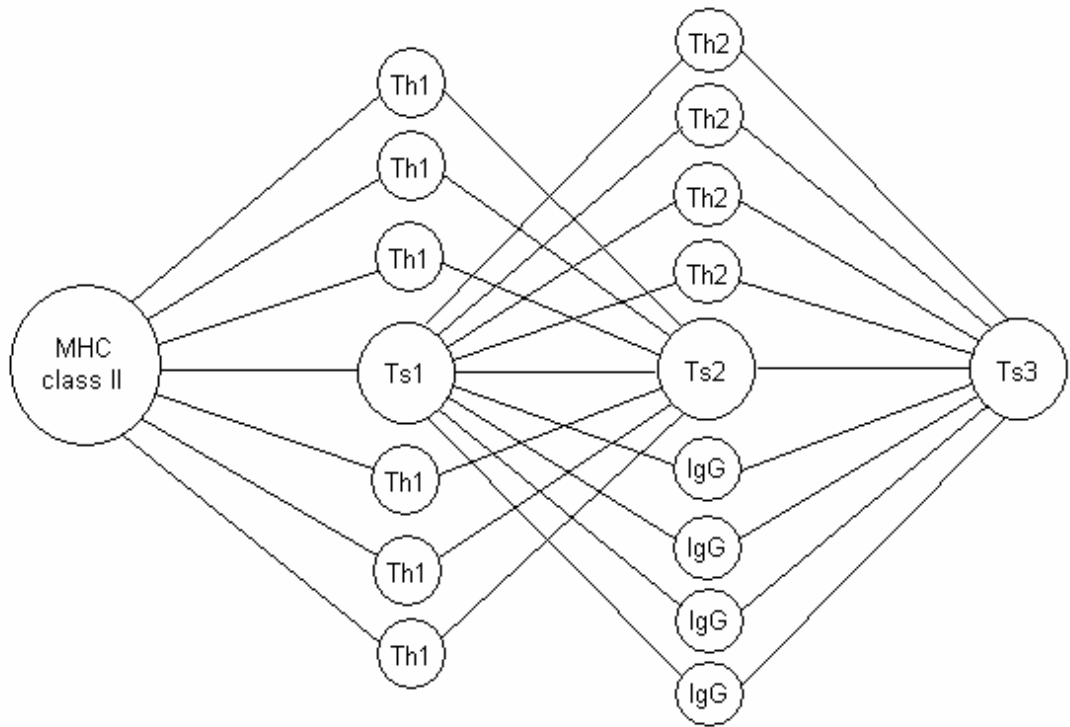 MHC
class II
Th1
Th1
Th1
Ts1
Th1
Th1
Th1
Th2
Th2
Th2
Th2
Ts2
IgG
IgG
IgG
IgG
Ts3